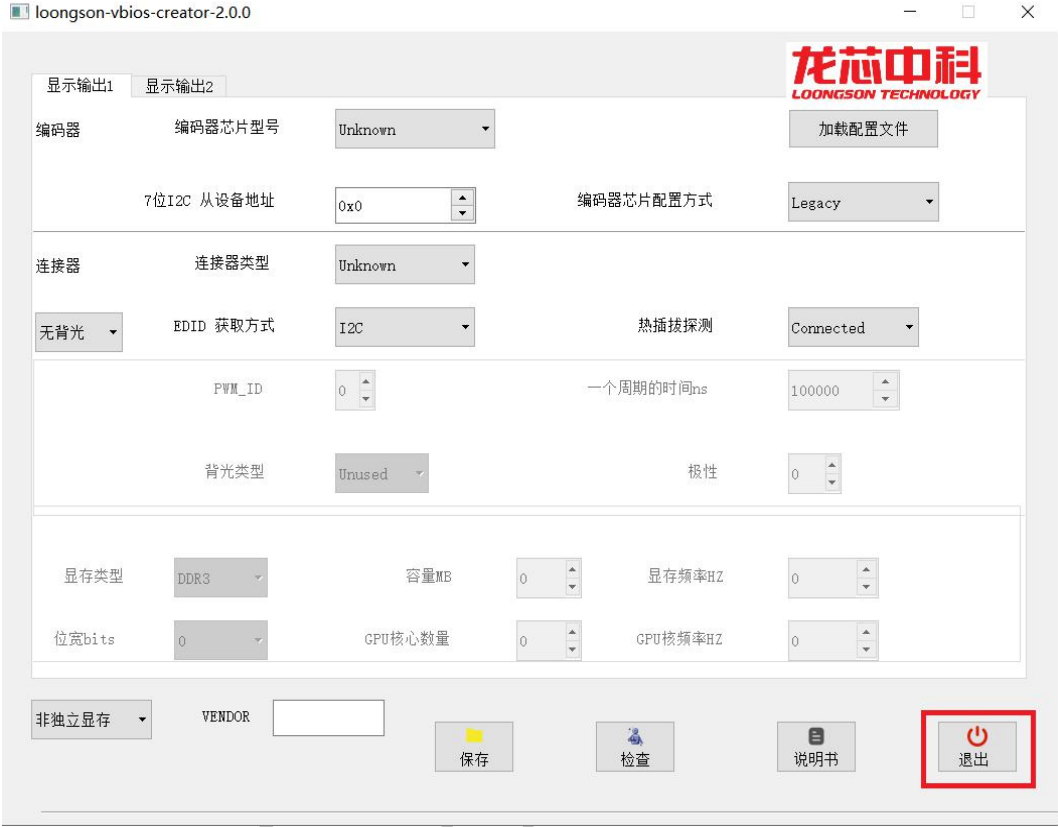 loongson-vbios-creator-2.0.0
龙芯中科
LOONGSON TECHNOLOGY
显示输出1 显示输出2
编码器 编码器芯片型号 Unknown 加载配置文件
7位I2C 从设备地址 0x0 编码器芯片配置方式 Legacy
连接器 连接器类型 Unknown
无背光 EDID 获取方式 I2C 热插拔探测 Connected
PWM_ID 0 一个周期的时间ns 100000
背光类型 Unused 极性 0
显存类型 DDR3 容量MB 0 显存频率HZ 0
位宽bits 0 GPU核心数量 0 GPU核频率HZ 0
非独立显存 VENDOR
保存 检查 说明书 退出